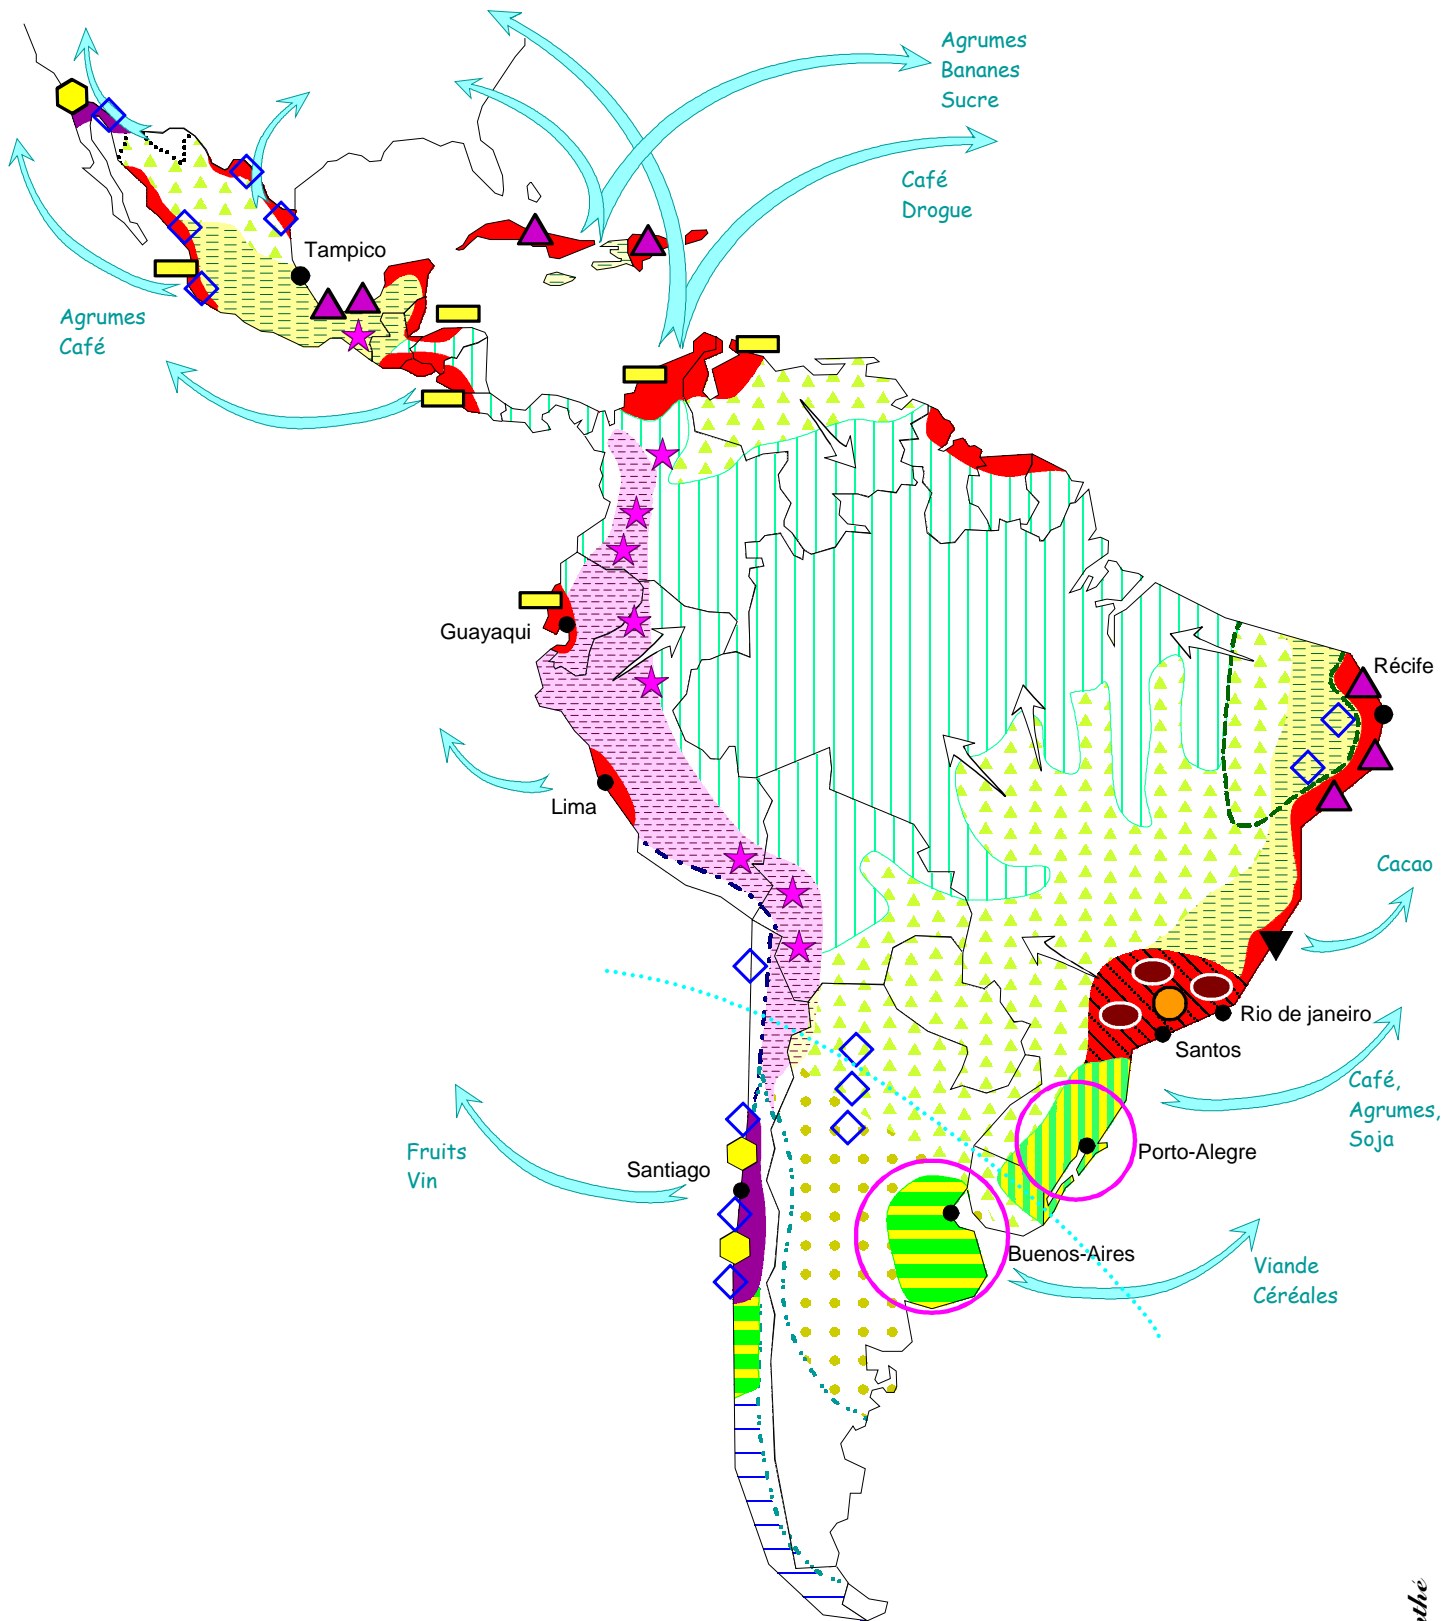 Agrumes
Bananes
Sucre
Café
Drogue
Tampico
Agrumes
Café
Guayaqui
Récife
Lima
Cacao
Rio de janeiro
Santos
Café,
Agrumes,
Soja
Fruits
Vin
Santiago
Porto-Alegre
Buenos-Aires
Viande
Céréales